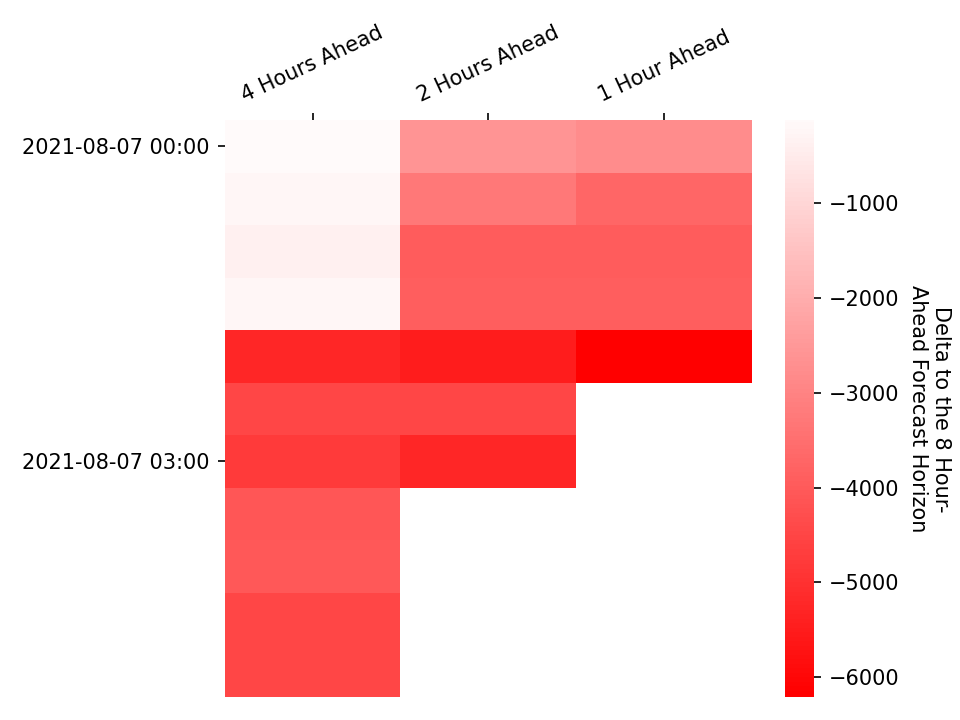 4 Hours Ahead
2 Hours Ahead
1 Hour Ahead
2021-08-07 00:00
2021-08-07 03:00
−1000
−2000
−3000
−4000
−5000
−6000
Delta to the 8 Hour-
Ahead Forecast Horizon